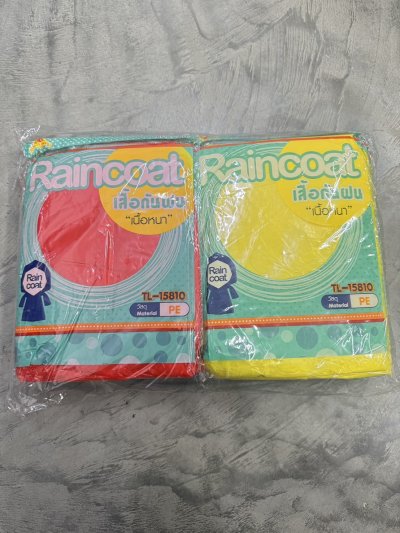 Raincoat
เสื้อกันฝน
"เนื้อหนา"
Rain
coat
TL-15810
วัสดุ
Material
PE
Raincoat
เสื้อกันฝน
"เนื้อหนา"
Rain
coat
TL-15810
วัสดุ
Material
PE